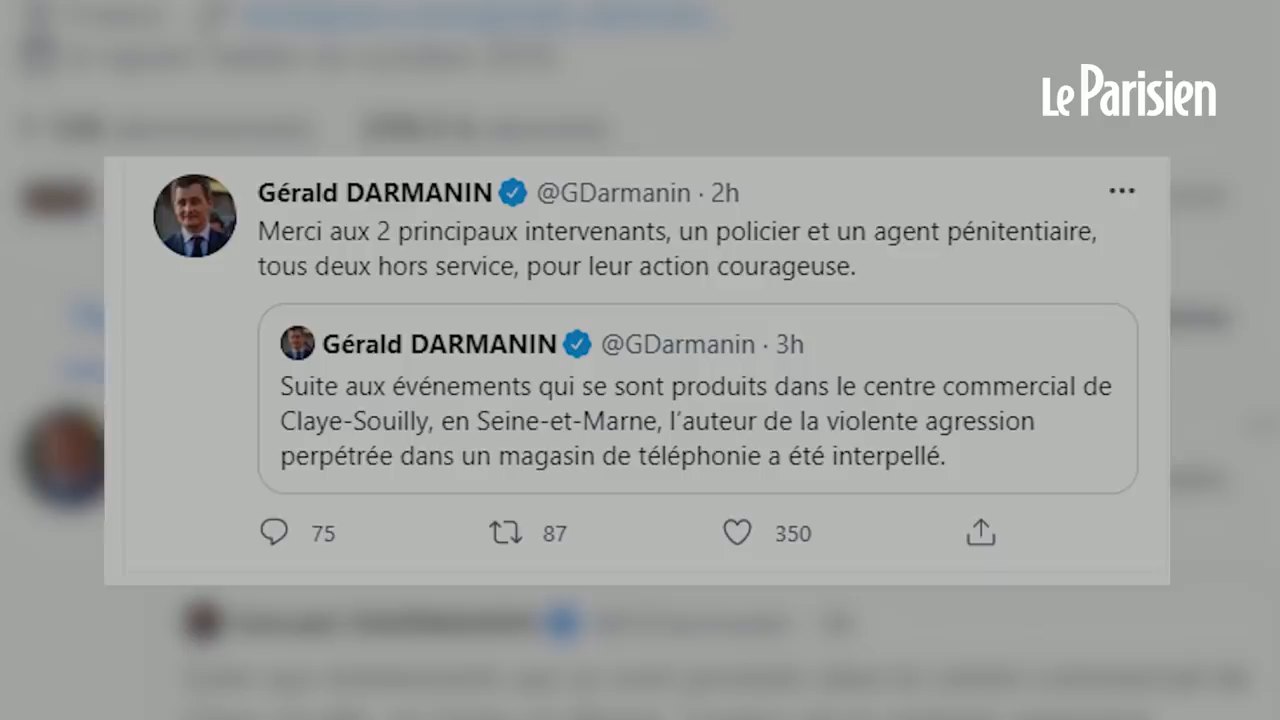 Le Parisien
Gérald DARMANIN @GDarmanin · 2h
Merci aux 2 principaux intervenants, un policier et un agent pénitentiaire,
tous deux hors service, pour leur action courageuse.
Gérald DARMANIN @GDarmanin · 3h
Suite aux événements qui se sont produits dans le centre commercial de
Claye-Souilly, en Seine-et-Marne, l’auteur de la violente agression
perpétrée dans un magasin de téléphonie a été interpellé.
75 87 350